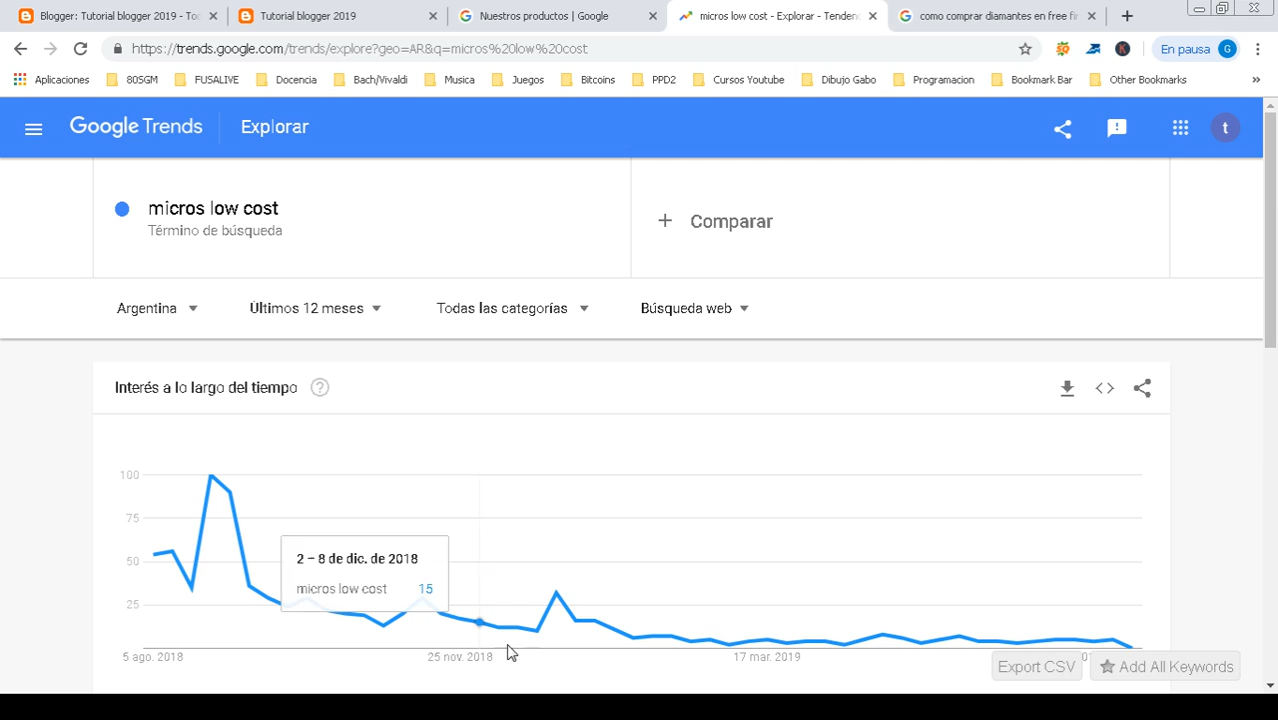 Blogger: Tutorial blogger 2019 - Tod
Tutorial blogger 2019
Nuestros productos | Google
micros low cost - Explorar - Tendenc
como comprar diamantes en free fir
https://trends.google.com/trends/explore?geo=AR&q=micros%20low%20cost
En pausa G
Aplicaciones
80SGM
FUSALIVE
Docencia
Bach/Vivaldi
Musica
Juegos
Bitcoins
PPD2
Cursos Youtube
Dibujo Gabo
Programacion
Bookmark Bar
Other Bookmarks
Google Trends
Explorar
t
micros low cost
Término de búsqueda
+ Comparar
Argentina
Últimos 12 meses
Todas las categorías
Búsqueda web
Interés a lo largo del tiempo
100
75
50
25
2 – 8 de dic. de 2018
micros low cost 15
5 ago. 2018
25 nov. 2018
17 mar. 2019
Export CSV
Add All Keywords